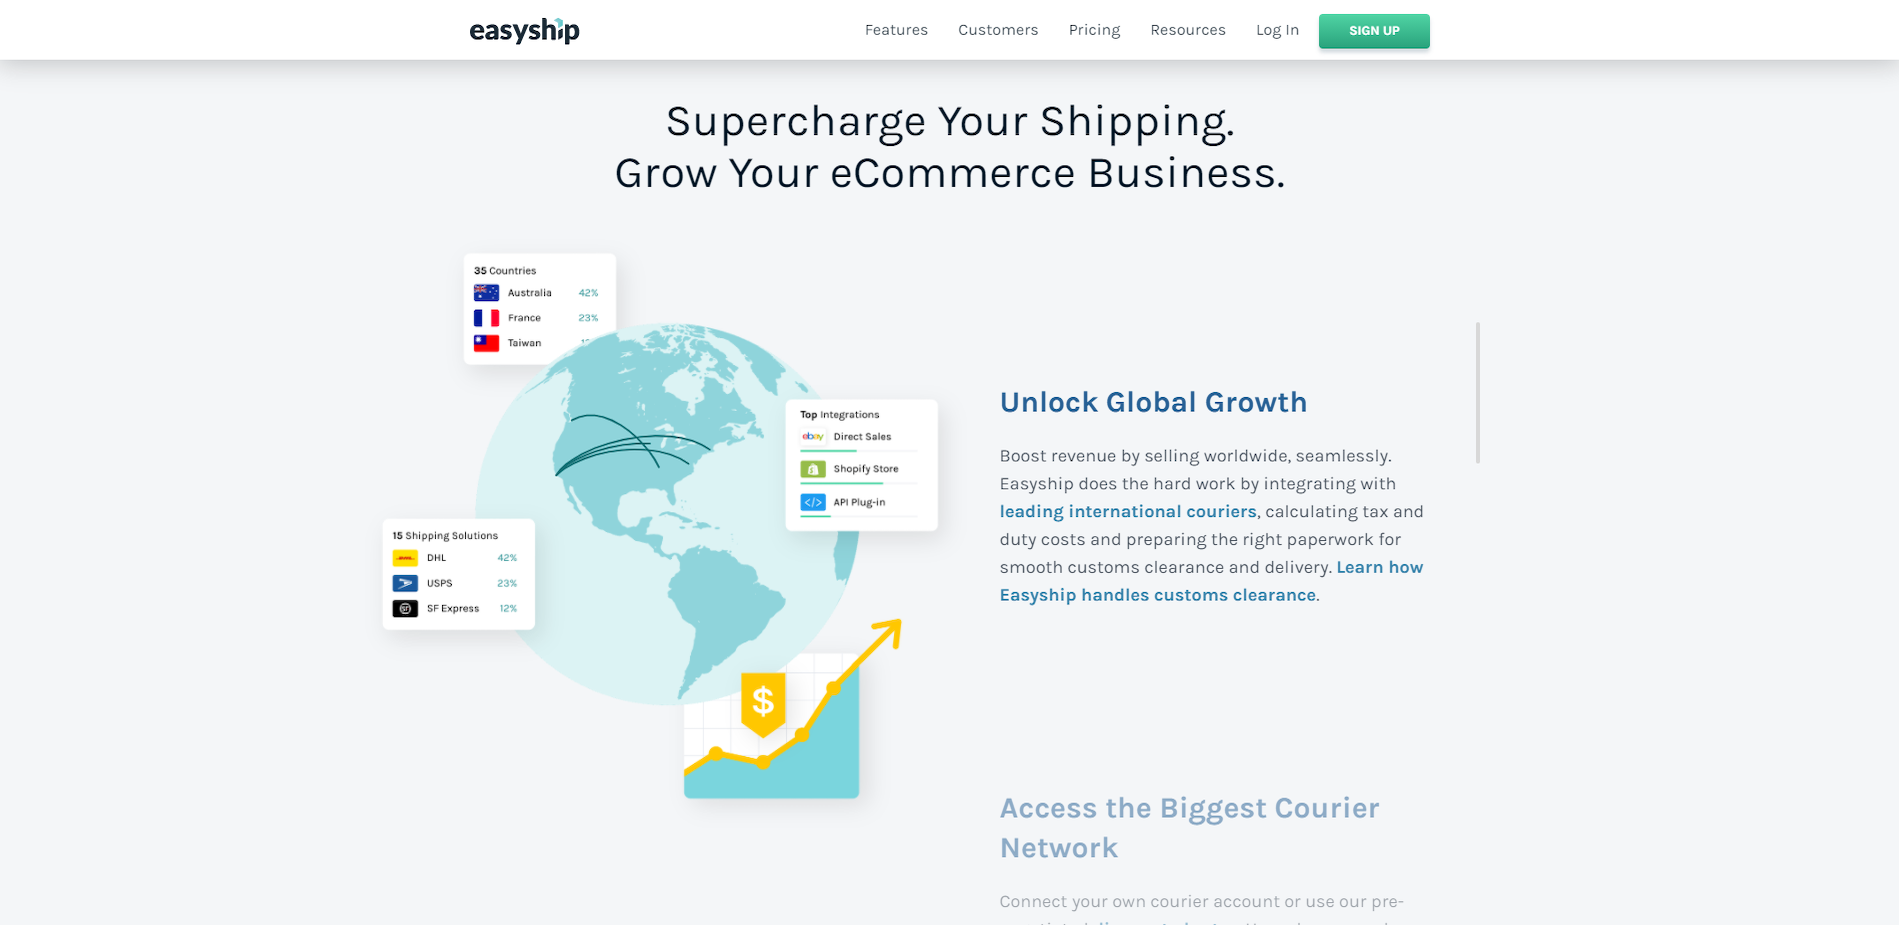 easyship
Features Customers Pricing Resources Log In SIGN UP
Supercharge Your Shipping.
Grow Your eCommerce Business.
35 Countries
Australia 42%
France 23%
Taiwan
Top Integrations
ebay Direct Sales
Shopify Store
</> API Plug-in
15 Shipping Solutions
DHL 42%
USPS 23%
SF Express 12%
$
Unlock Global Growth
Boost revenue by selling worldwide, seamlessly.
Easyship does the hard work by integrating with
leading international couriers, calculating tax and
duty costs and preparing the right paperwork for
smooth customs clearance and delivery. Learn how
Easyship handles customs clearance.
Access the Biggest Courier
Network
Connect your own courier account or use our pre-